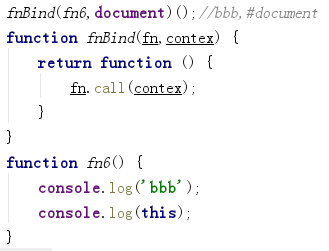 fnBind(fn6,document)();//bbb,#document
function fnBind(fn,contex) {
    return function () {
        fn.call(contex);
    }
}
function fn6() {
    console.log('bbb');
    console.log(this);
}